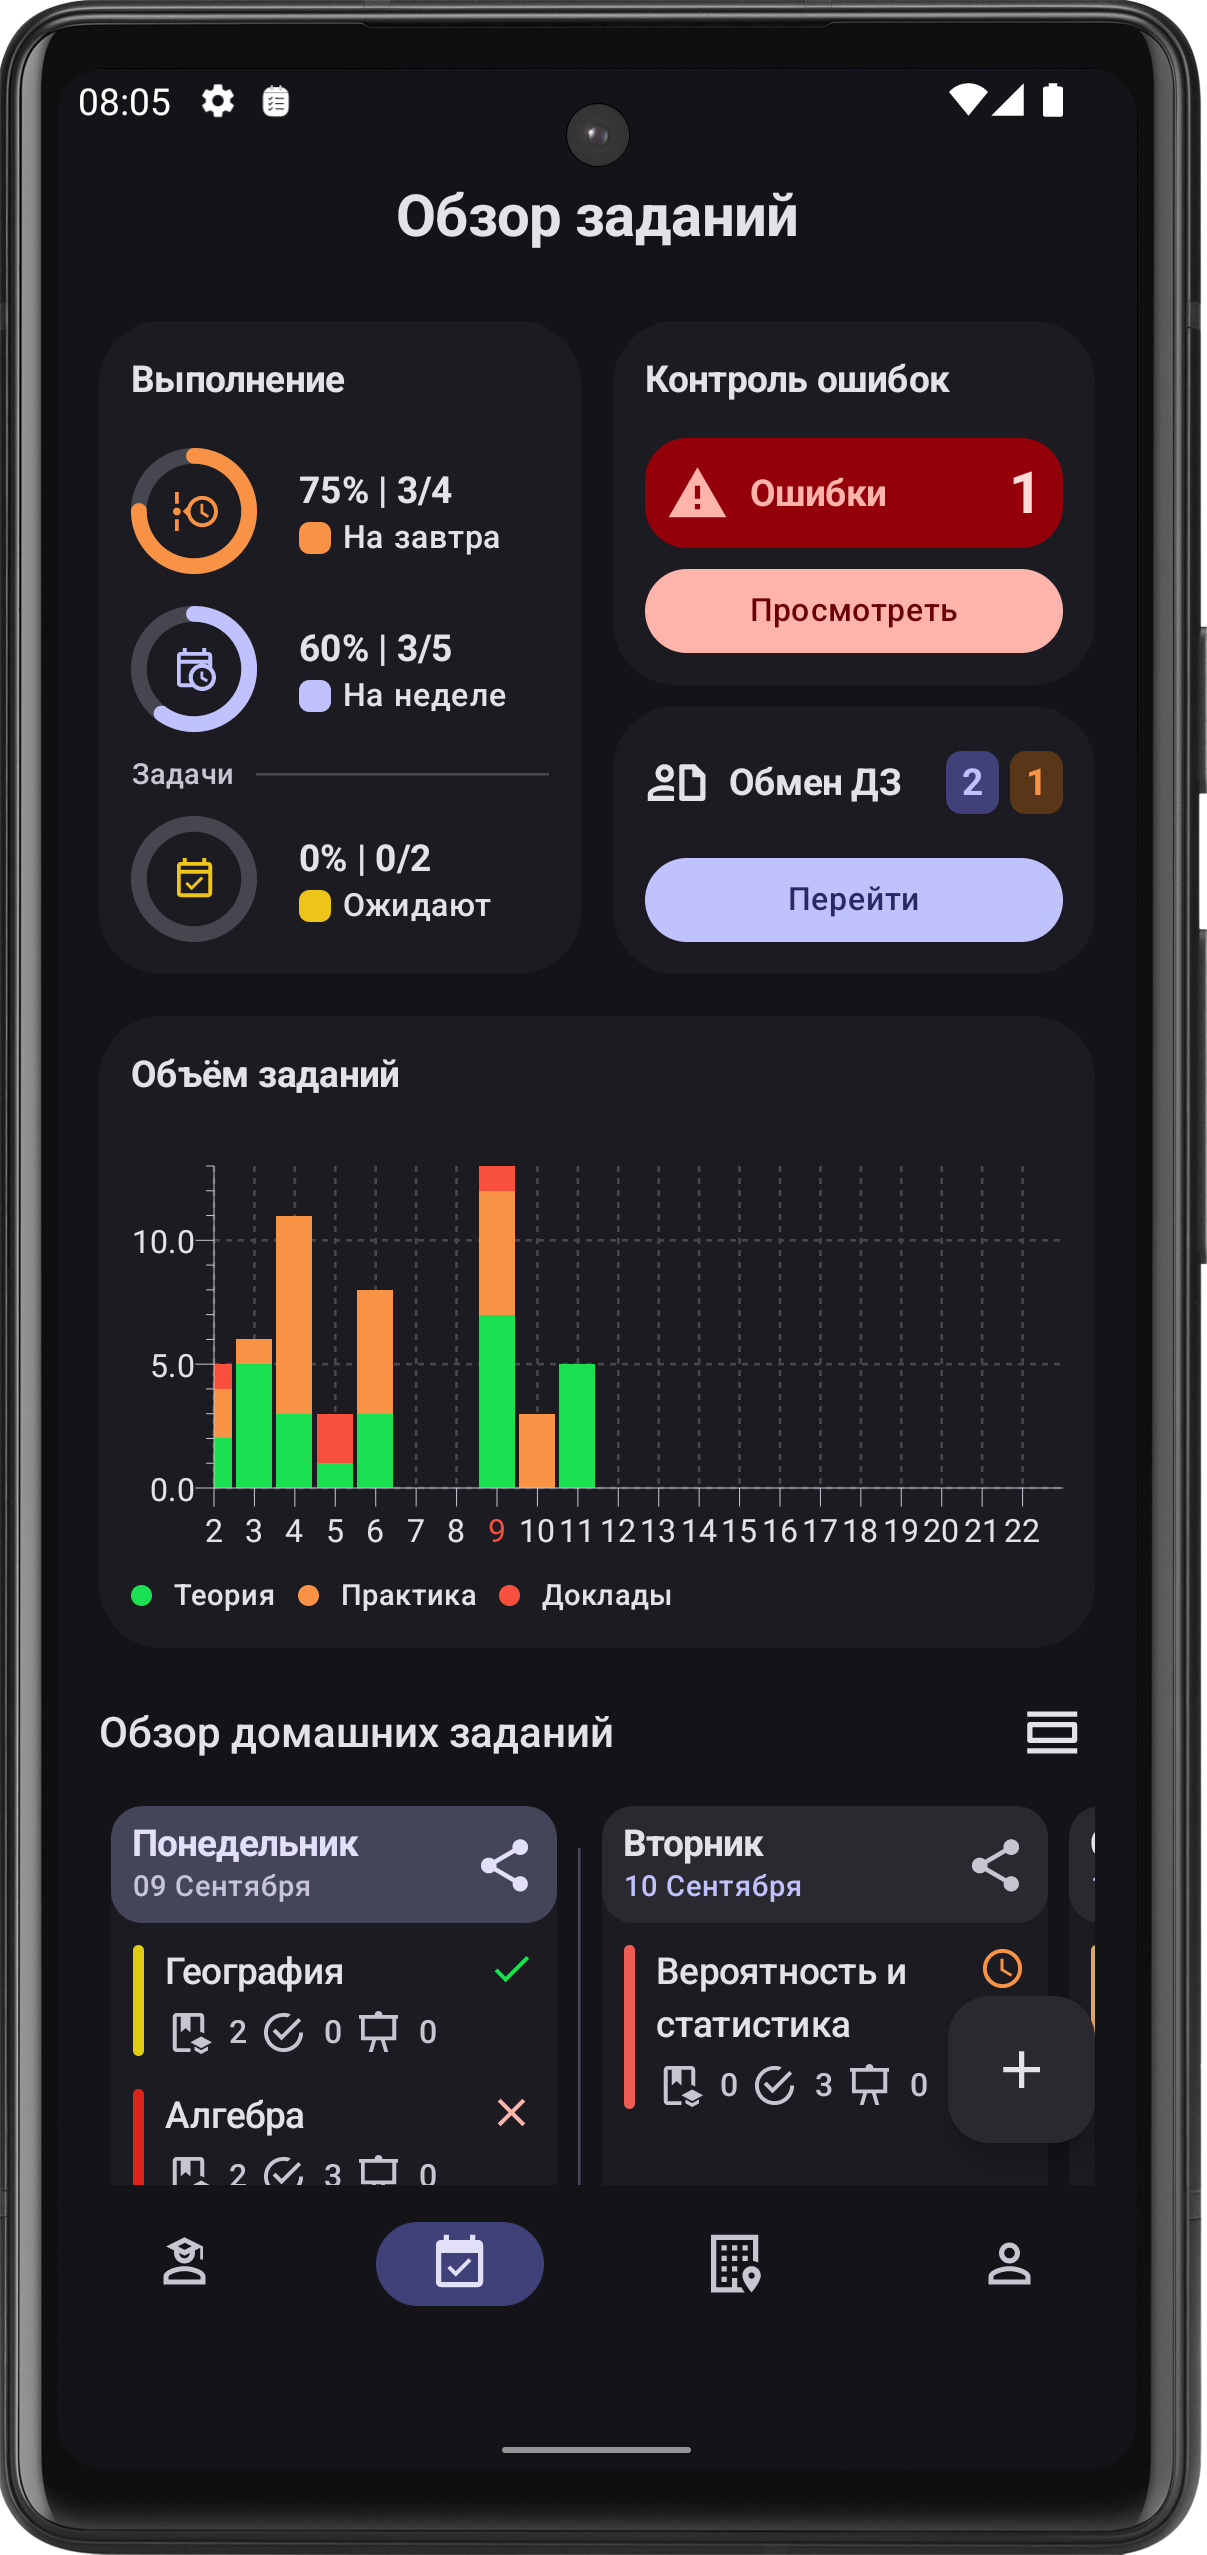 08:05
Обзор заданий
Выполнение
75% | 3/4
На завтра
60% | 3/5
На неделе
Задачи
0% | 0/2
Ожидают
Контроль ошибок
Ошибки 1
Просмотреть
Обмен ДЗ 2 1
Перейти
Объём заданий
10.0
5.0
0.0
2 3 4 5 6 7 8 9 10 11 12 13 14 15 16 17 18 19 20 21 22
Теория Практика Доклады
Обзор домашних заданий
Понедельник
09 Сентября
География
2 0 0
Алгебра
2 3 0
Вторник
10 Сентября
Вероятность и
статистика
0 3 0